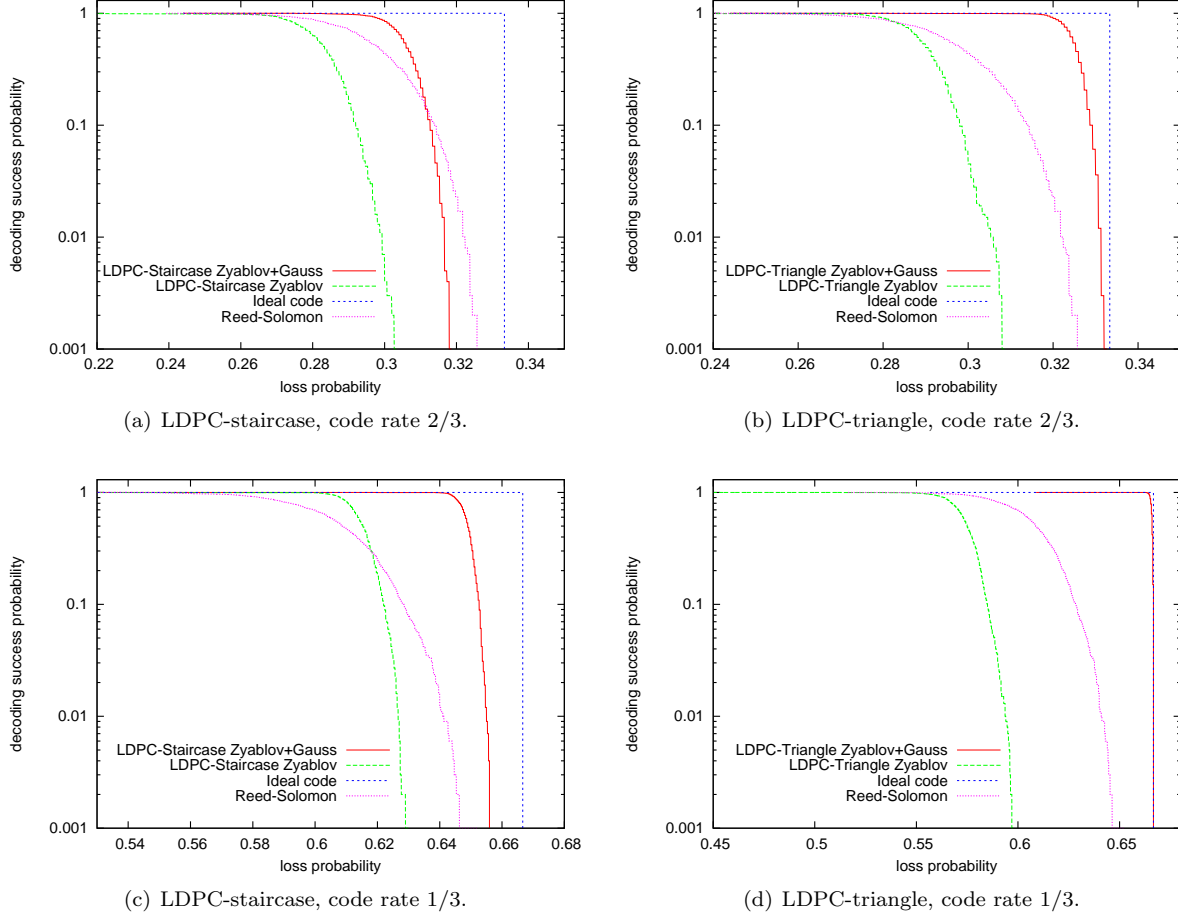 1
0.1
0.01
0.001
0.22 0.24 0.26 0.28 0.3 0.32 0.34
decoding success probability
loss probability
LDPC-Staircase Zyablov+Gauss
LDPC-Staircase Zyablov
Ideal code
Reed-Solomon
(a) LDPC-staircase, code rate 2/3.
1
0.1
0.01
0.001
0.24 0.26 0.28 0.3 0.32 0.34
decoding success probability
loss probability
LDPC-Triangle Zyablov+Gauss
LDPC-Triangle Zyablov
Ideal code
Reed-Solomon
(b) LDPC-triangle, code rate 2/3.
1
0.1
0.01
0.001
0.54 0.56 0.58 0.6 0.62 0.64 0.66 0.68
decoding success probability
loss probability
LDPC-Staircase Zyablov+Gauss
LDPC-Staircase Zyablov
Ideal code
Reed-Solomon
(c) LDPC-staircase, code rate 1/3.
1
0.1
0.01
0.001
0.45 0.5 0.55 0.6 0.65
decoding success probability
loss probability
LDPC-Triangle Zyablov+Gauss
LDPC-Triangle Zyablov
Ideal code
Reed-Solomon
(d) LDPC-triangle, code rate 1/3.